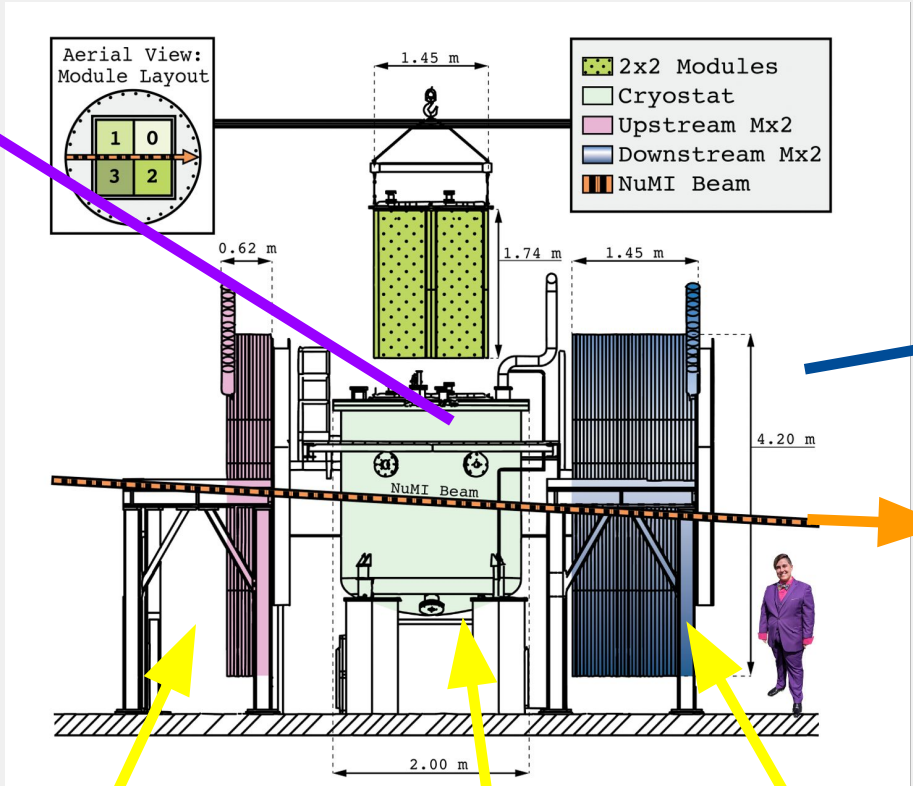 Aerial View:
Module Layout
1 0
3 2
1.45 m
2x2 Modules
Cryostat
Upstream Mx2
Downstream Mx2
NuMI Beam
0.62 m
1.74 m
1.45 m
4.20 m
NuMI Beam
2.00 m